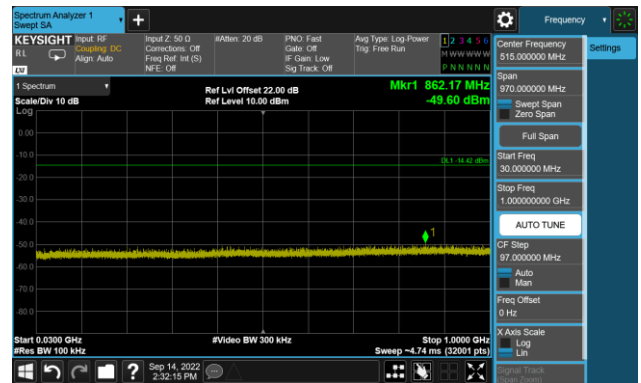 Spectrum Analyzer 1
Swept SA
Frequency
KEYSIGHT
RL
LXI
Input: RF
Coupling: DC
Align: Auto
Input Z: 50 Ω
Corrections: Off
Freq Ref: Int (S)
NFE: Off
#Atten: 20 dB
PNO: Fast
Gate: Off
IF Gain: Low
Sig Track: Off
Avg Type: Log-Power
Trig: Free Run
1 2 3 4 5 6
M W W W W W
P N N N N N
Center Frequency
515.000000 MHz
Settings
Span
970.000000 MHz
Swept Span
Zero Span
Full Span
Start Freq
30.000000 MHz
Stop Freq
1.000000000 GHz
AUTO TUNE
CF Step
97.000000 MHz
Auto
Man
Freq Offset
0 Hz
X Axis Scale
Log
Lin
Signal Track
(Span Zoom)
1 Spectrum
Scale/Div 10 dB
Log
Ref Lvl Offset 22.00 dB
Ref Level 10.00 dBm
Mkr1 862.17 MHz
-49.60 dBm
0.00
-10.0
DL1 -14.42 dBm
-20.0
-30.0
-40.0
1
-50.0
-60.0
-70.0
-80.0
Start 0.0300 GHz
#Res BW 100 kHz
#Video BW 300 kHz
Stop 1.0000 GHz
Sweep ~4.74 ms (32001 pts)
Sep 14, 2022
2:32:15 PM